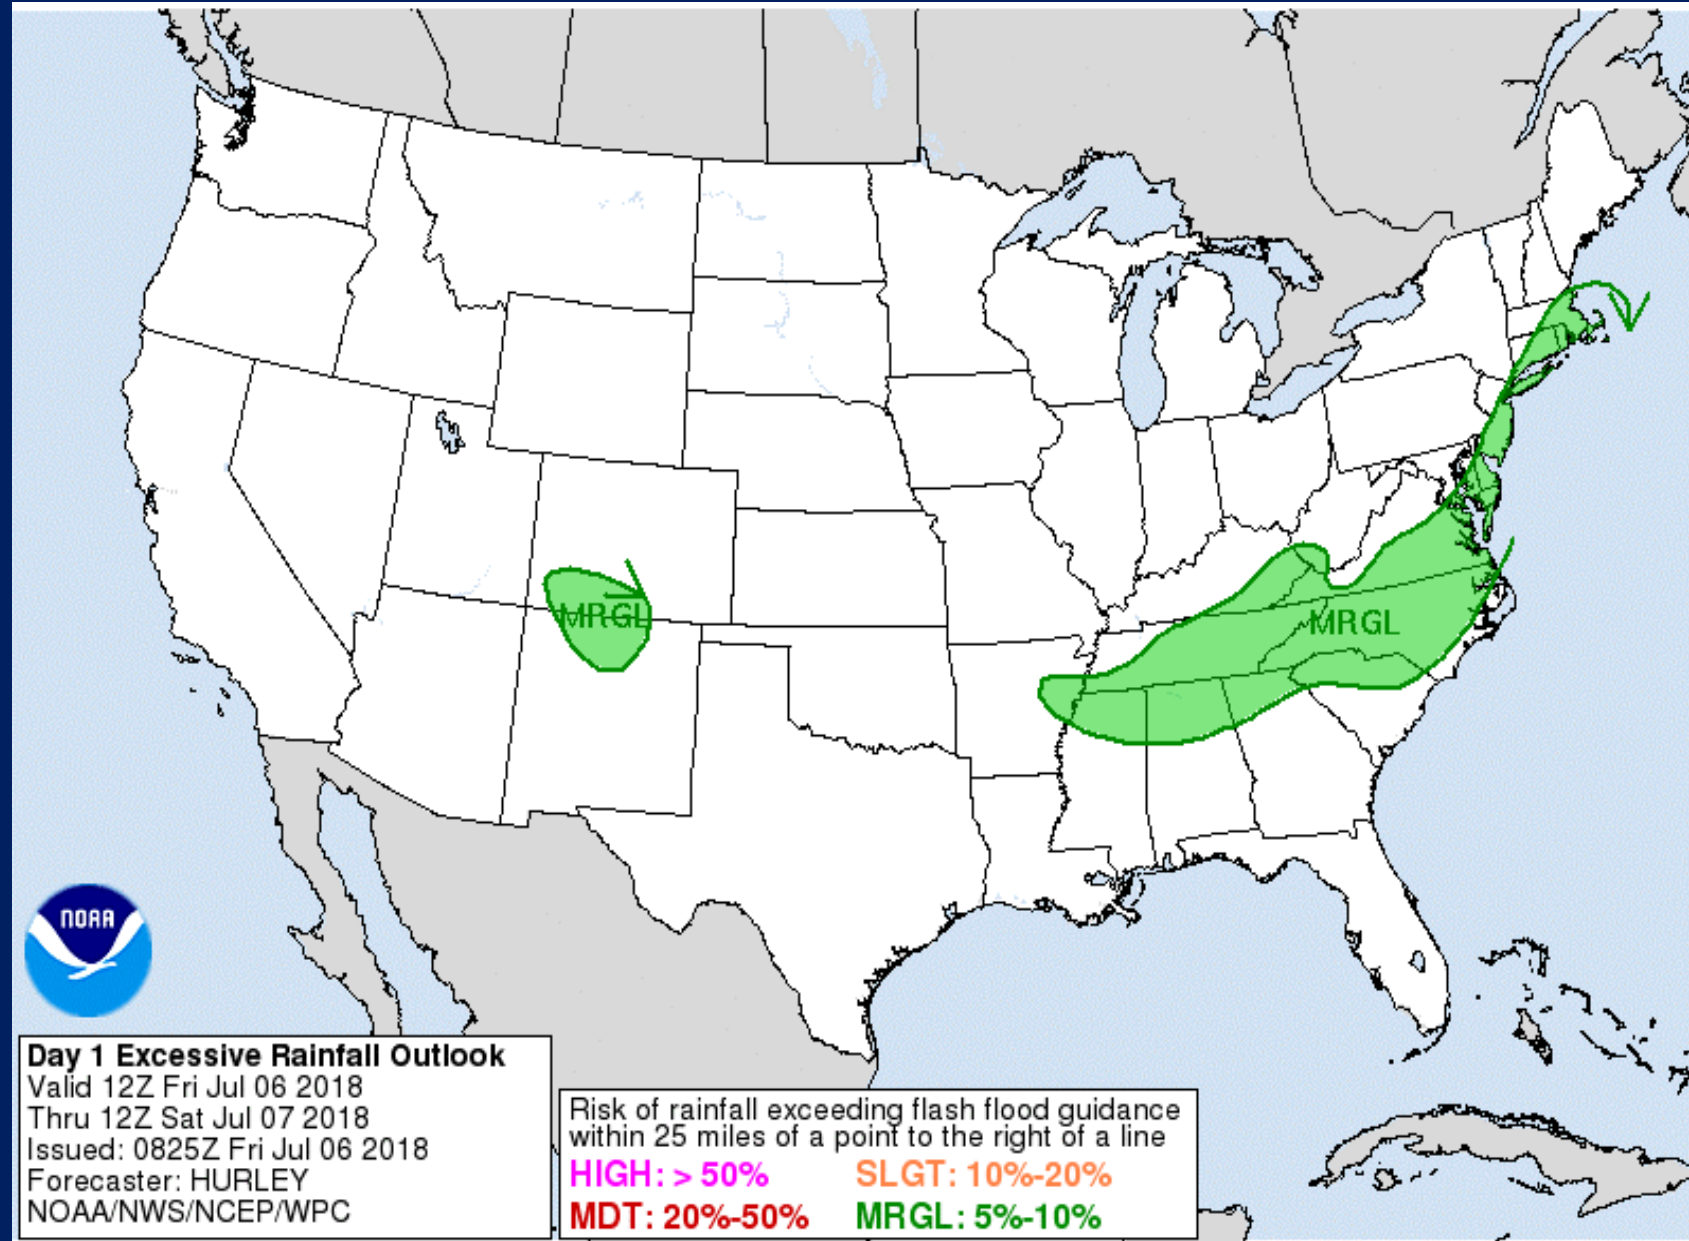 MRGL
MRGL
NOAA
Day 1 Excessive Rainfall Outlook
Valid 12Z Fri Jul 06 2018
Thru 12Z Sat Jul 07 2018
Issued: 0825Z Fri Jul 06 2018
Forecaster: HURLEY
NOAA/NWS/NCEP/WPC
Risk of rainfall exceeding flash flood guidance
within 25 miles of a point to the right of a line
HIGH: > 50% SLGT: 10%-20%
MDT: 20%-50% MRGL: 5%-10%